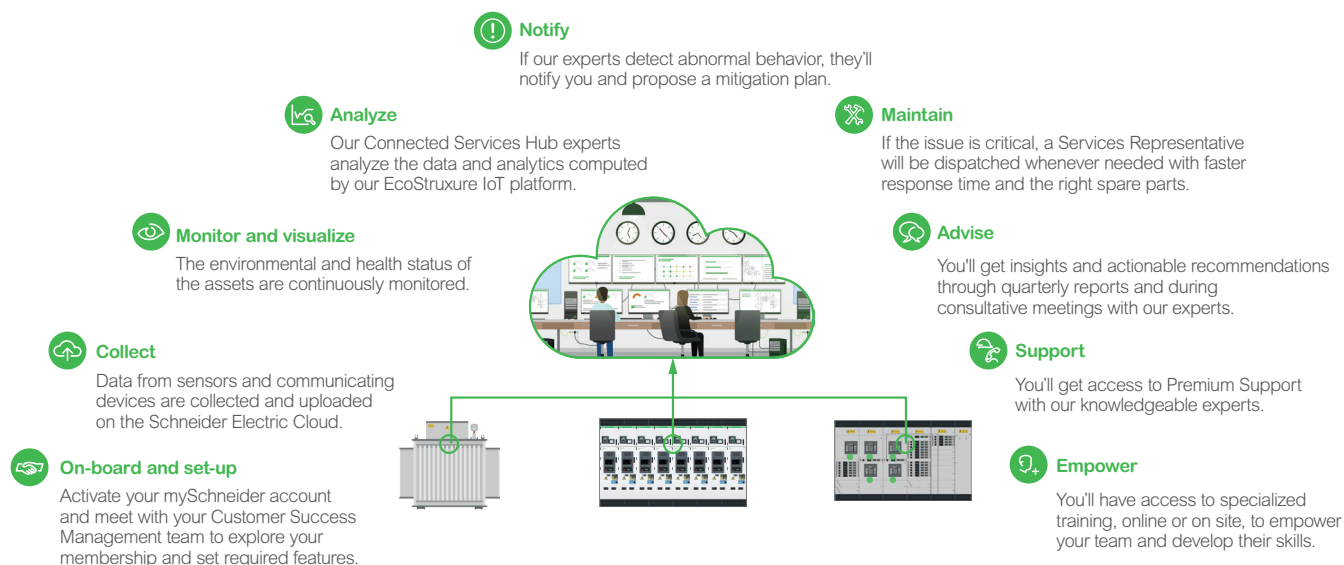 Notify
If our experts detect abnormal behavior, they'll
notify you and propose a mitigation plan.
Analyze
Our Connected Services Hub experts
analyze the data and analytics computed
by our EcoStruxure IoT platform.
Maintain
If the issue is critical, a Services Representative
will be dispatched whenever needed with faster
response time and the right spare parts.
Monitor and visualize
The environmental and health status of
the assets are continuously monitored.
Advise
You'll get insights and actionable recommendations
through quarterly reports and during
consultative meetings with our experts.
Collect
Data from sensors and communicating
devices are collected and uploaded
on the Schneider Electric Cloud.
Support
You'll get access to Premium Support
with our knowledgeable experts.
On-board and set-up
Activate your mySchneider account
and meet with your Customer Success
Management team to explore your
membership and set required features.
Empower
You'll have access to specialized
training, online or on site, to empower
your team and develop their skills.